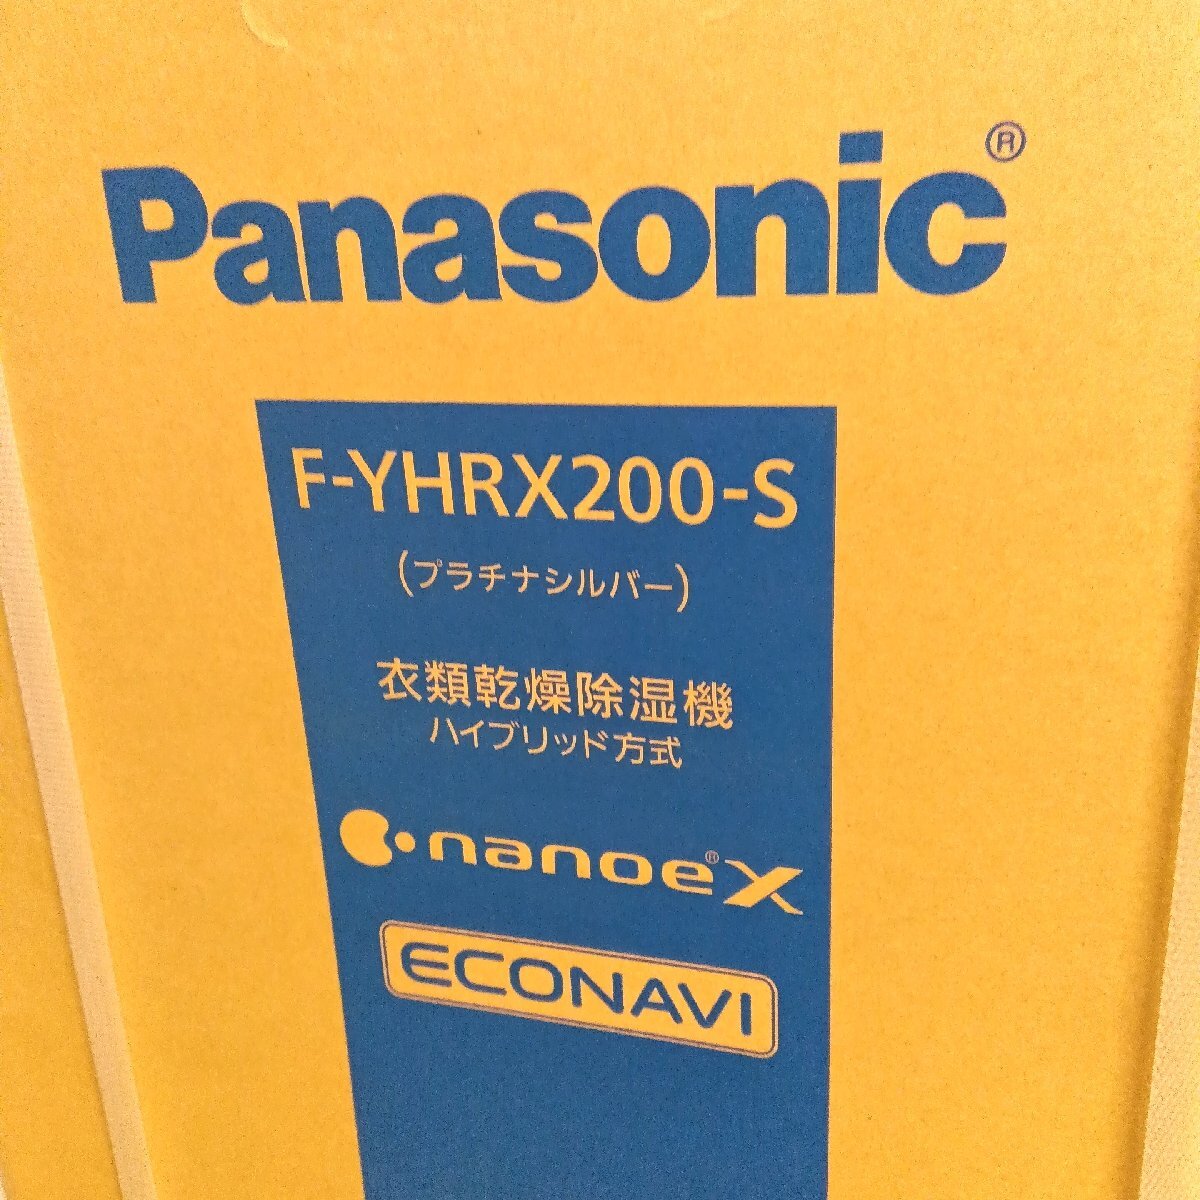 Panasonic®
F-YHRX200-S
(プラチナシルバー)
衣類乾燥除湿機
ハイブリッド方式
nanoe®X
ECONAVI